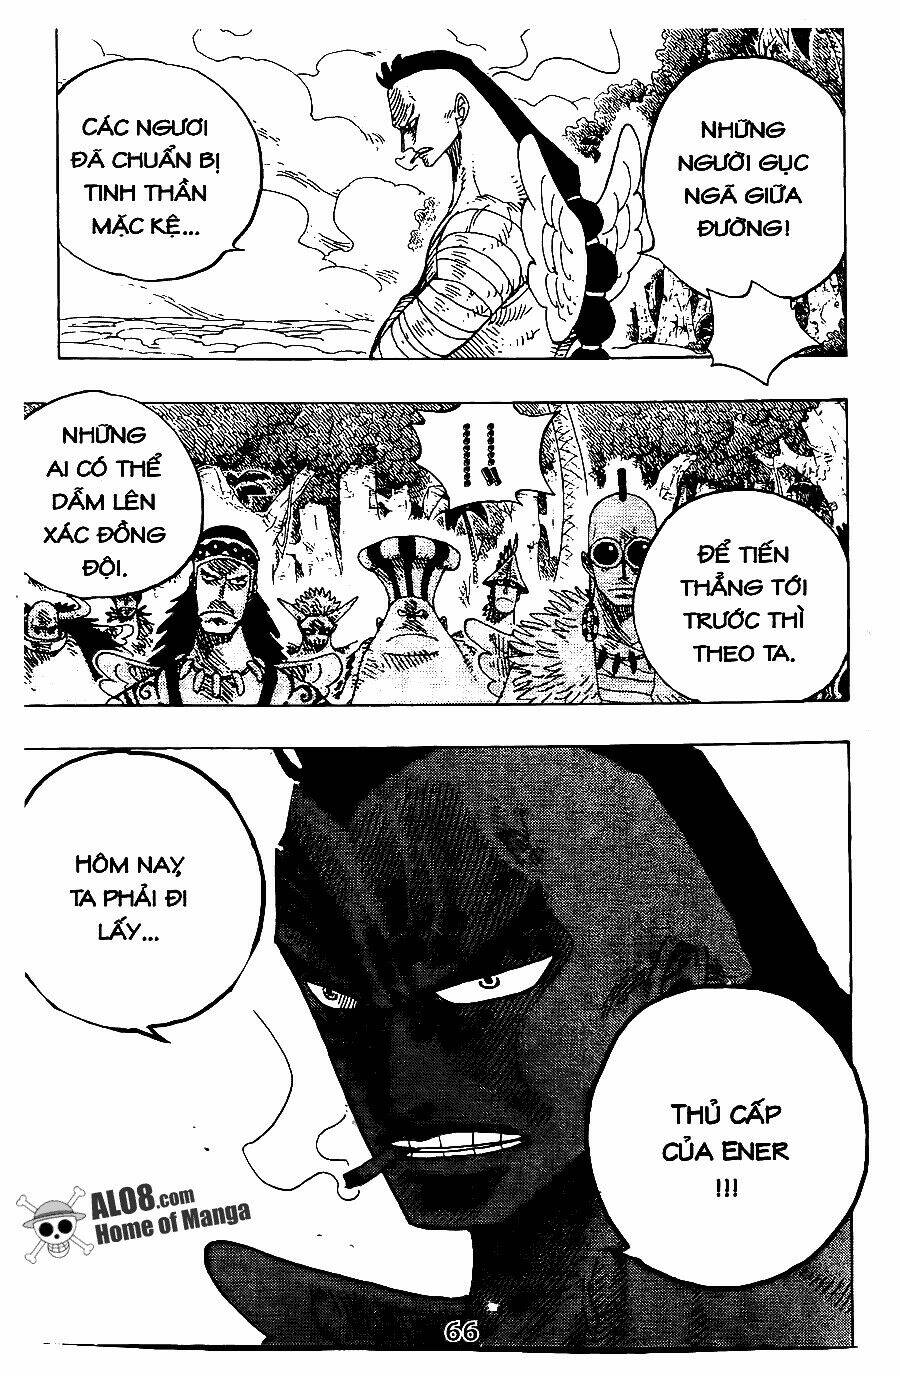 CÁC NGƯƠI
ĐÃ CHUẨN BỊ
TINH THẦN
MẶC KỆ...
NHỮNG
NGƯỜI GỤC
NGÃ GIỮA
ĐƯỜNG!
NHỮNG
AI CÓ THỂ
DẪM LÊN
XÁC ĐỒNG
ĐỘI.
ĐỂ TIẾN
THẲNG TỚI
TRƯỚC THÌ
THEO TA.
HÔM NAY,
TA PHẢI ĐI
LẤY...
THỦ CẤP
CỦA ENER
!!!
ALO8.com
Home of Manga
66